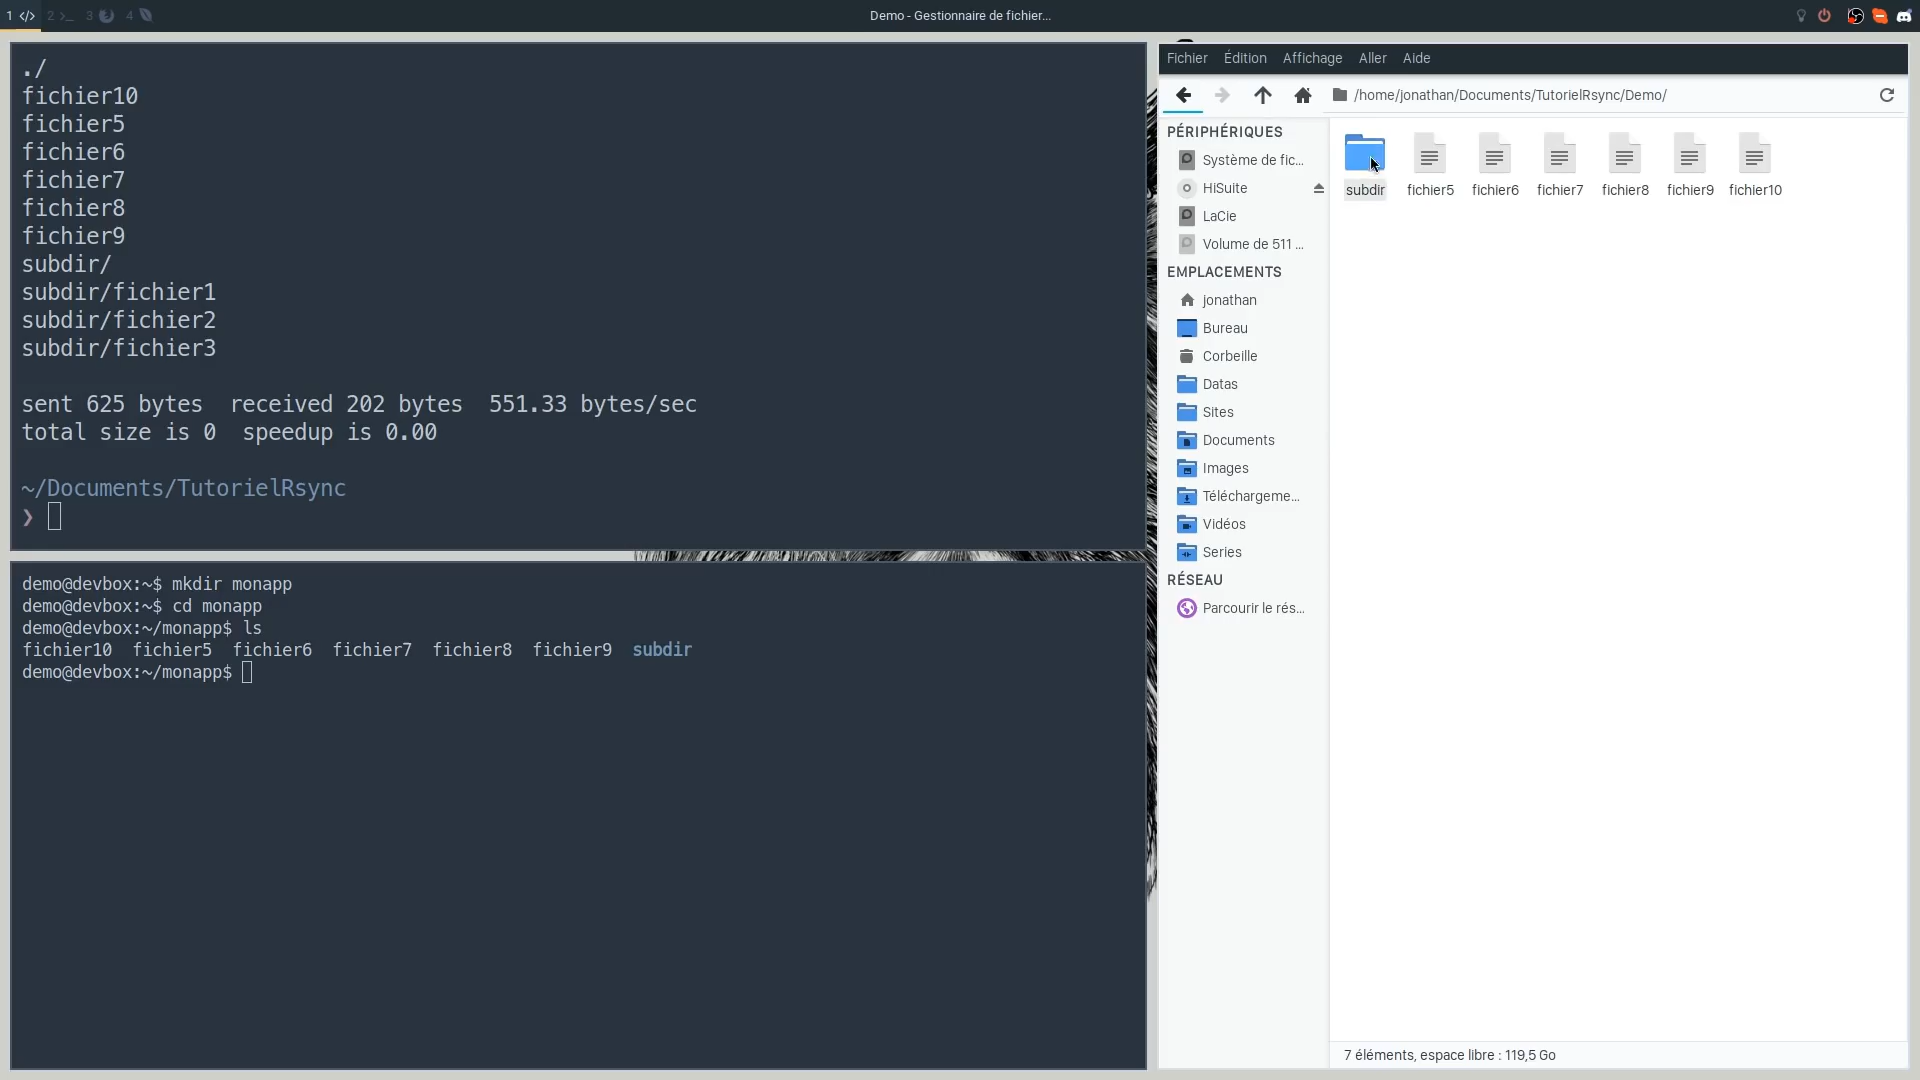 1 </> 2 >_ 3 4
Demo - Gestionnaire de fichier...
./
fichier10
fichier5
fichier6
fichier7
fichier8
fichier9
subdir/
subdir/fichier1
subdir/fichier2
subdir/fichier3
sent 625 bytes  received 202 bytes  551.33 bytes/sec
total size is 0  speedup is 0.00
~/Documents/TutorielRsync
❯
demo@devbox:~$ mkdir monapp
demo@devbox:~$ cd monapp
demo@devbox:~/monapp$ ls
fichier10  fichier5  fichier6  fichier7  fichier8  fichier9  subdir
demo@devbox:~/monapp$
Fichier Édition Affichage Aller Aide
/home/jonathan/Documents/TutorielRsync/Demo/
PÉRIPHÉRIQUES
Système de fic...
HiSuite
LaCie
Volume de 511 ...
EMPLACEMENTS
jonathan
Bureau
Corbeille
Datas
Sites
Documents
Images
Téléchargeme...
Vidéos
Series
RÉSEAU
Parcourir le rés...
subdir fichier5 fichier6 fichier7 fichier8 fichier9 fichier10
7 éléments, espace libre : 119,5 Go